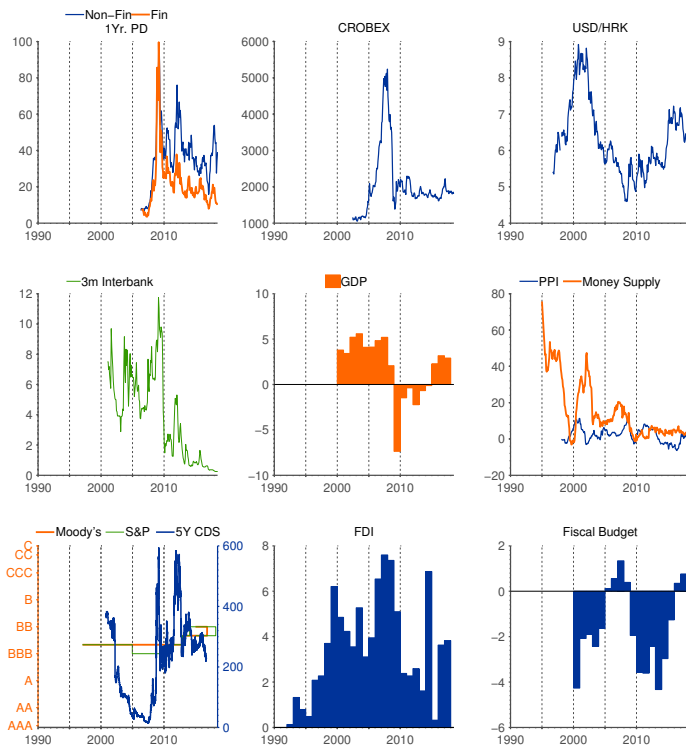 Non−Fin Fin
1Yr. PD
100
80
60
40
20
0
1990 2000 2010
CROBEX
6000
5000
4000
3000
2000
1000
1990 2000 2010
USD/HRK
9
8
7
6
5
4
1990 2000 2010
3m Interbank
12
10
8
6
4
2
0
1990 2000 2010
GDP
10
5
0
−5
−10
1990 2000 2010
PPI Money Supply
80
60
40
20
0
−20
1990 2000 2010
Moody's S&P 5Y CDS
C
CC
CCC
B
BB
BBB
A
AA
AAA
600
400
200
0
1990 2000 2010
FDI
8
6
4
2
0
1990 2000 2010
Fiscal Budget
2
0
−2
−4
−6
1990 2000 2010